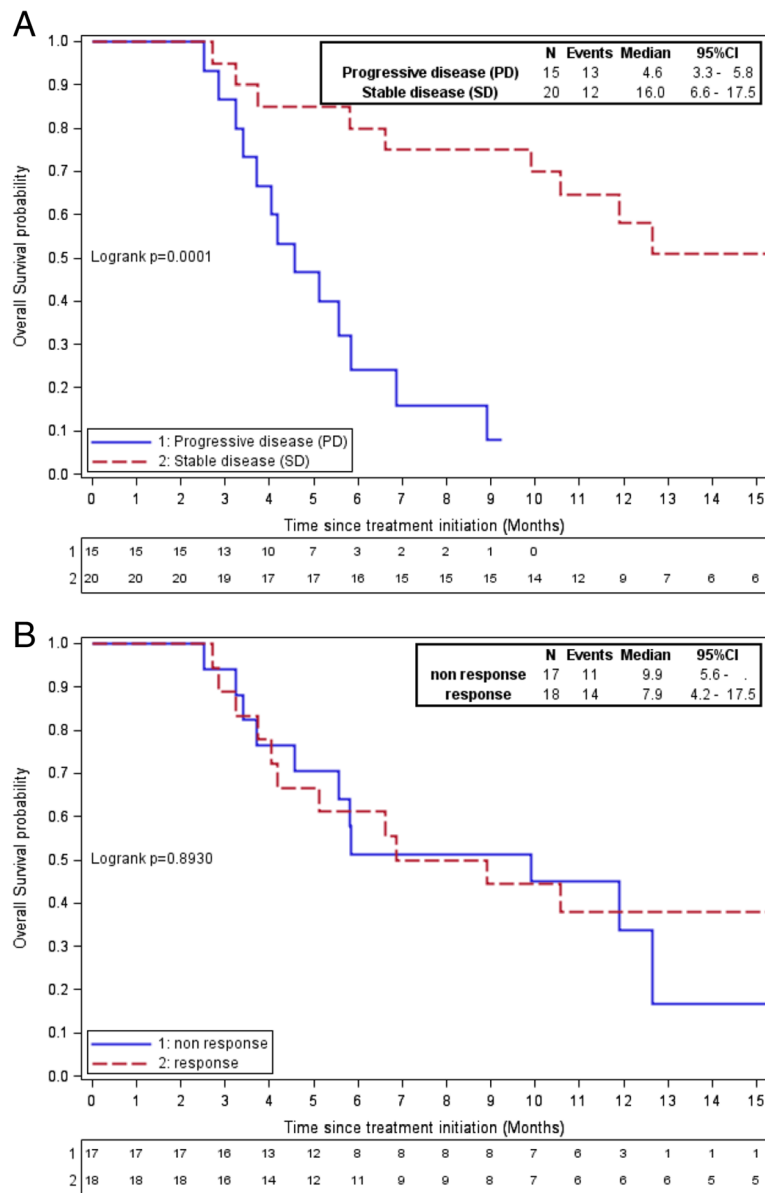 A
N Events Median 95%CI
Progressive disease (PD) 15 13 4.6 3.3 - 5.8
Stable disease (SD) 20 12 16.0 6.6 - 17.5
Overall Survival probability
1.0
0.9
0.8
0.7
0.6
0.5
0.4
0.3
0.2
0.1
0.0
Logrank p=0.0001
1: Progressive disease (PD)
2: Stable disease (SD)
0 1 2 3 4 5 6 7 8 9 10 11 12 13 14 15
Time since treatment initiation (Months)
1 15 15 15 13 10 7 3 2 2 1 0
2 20 20 20 19 17 17 16 15 15 15 14 12 9 7 6 6
B
N Events Median 95%CI
non response 17 11 9.9 5.6 - .
response 18 14 7.9 4.2 - 17.5
Overall Survival probability
1.0
0.9
0.8
0.7
0.6
0.5
0.4
0.3
0.2
0.1
0.0
Logrank p=0.8930
1: non response
2: response
0 1 2 3 4 5 6 7 8 9 10 11 12 13 14 15
Time since treatment initiation (Months)
1 17 17 17 16 13 12 8 8 8 8 7 6 3 1 1 1
2 18 18 18 16 14 12 11 9 9 8 7 6 6 6 5 5